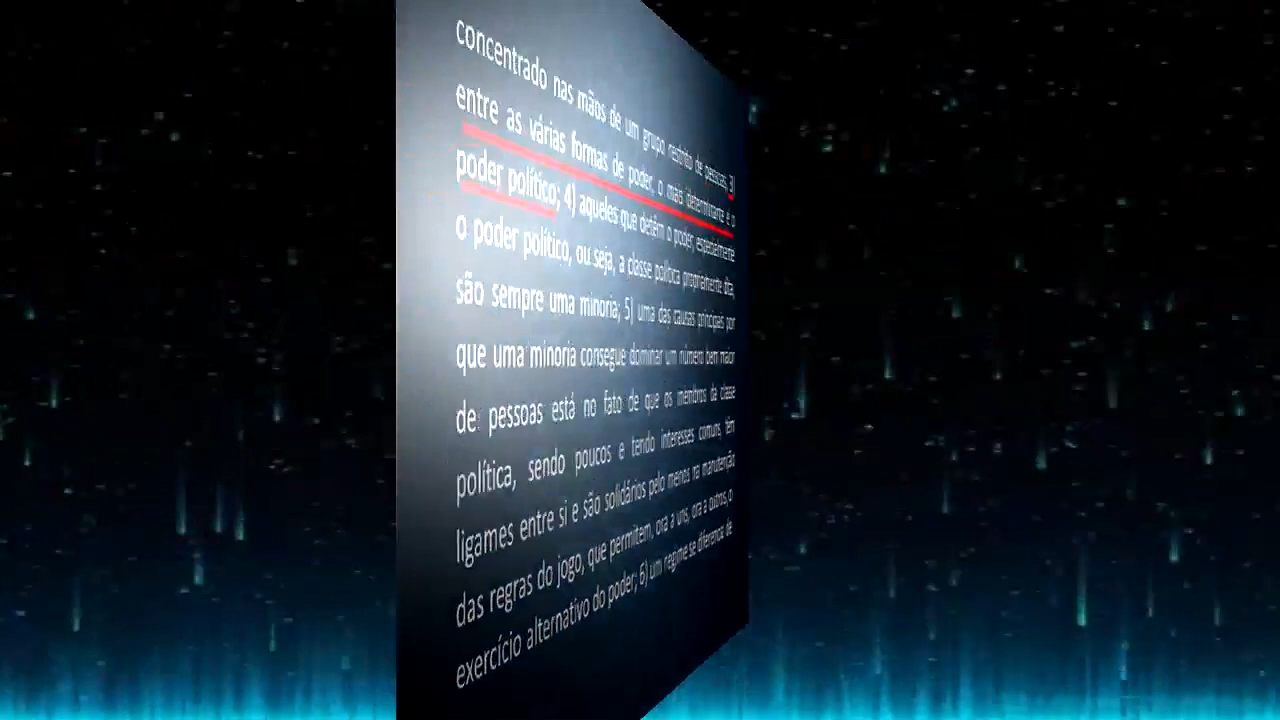 concentrado nas mãos de um grupo restrito de pessoas; 3)
entre as várias formas de poder, o mais determinante é o
poder político; 4) aqueles que detêm o poder, especialmente
o poder político, ou seja, a classe política propriamente dita,
são sempre uma minoria; 5) uma das causas principais por
que uma minoria consegue dominar um número bem maior
de pessoas está no fato de que os membros da classe
política, sendo poucos e tendo interesses comuns, têm
ligames entre si e são solidários pelo menos na manutenção
das regras do jogo, que permitem, ora a uns, ora a outros, o
exercício alternativo do poder; 6) um regime se diferencia de